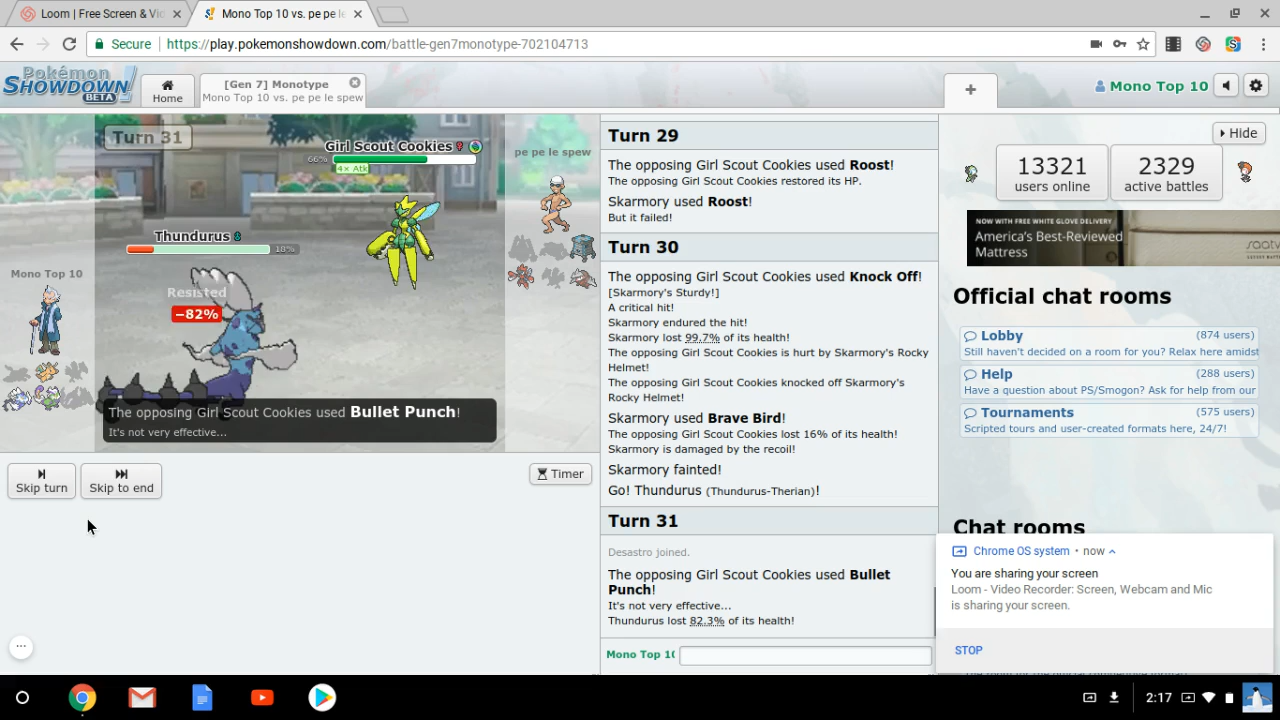 Loom | Free Screen & Vid
Mono Top 10 vs. pe pe le
Secure
https://play.pokemonshowdown.com/battle-gen7monotype-702104713
Pokémon
SHOWDOWN!
BETA
Home
[Gen 7] Monotype
Mono Top 10 vs. pe pe le spew
+
Mono Top 10
Turn 31
Girl Scout Cookies
66%
4× Atk
Thundurus
18%
Resisted
−82%
The opposing Girl Scout Cookies used Bullet Punch!
It's not very effective...
Mono Top 10
pe pe le spew
Skip turn
Skip to end
Timer
Turn 29
The opposing Girl Scout Cookies used Roost!
The opposing Girl Scout Cookies restored its HP.
Skarmory used Roost!
But it failed!
Turn 30
The opposing Girl Scout Cookies used Knock Off!
[Skarmory's Sturdy!]
A critical hit!
Skarmory endured the hit!
Skarmory lost 99.7% of its health!
The opposing Girl Scout Cookies is hurt by Skarmory's Rocky
Helmet!
The opposing Girl Scout Cookies knocked off Skarmory's
Rocky Helmet!
Skarmory used Brave Bird!
The opposing Girl Scout Cookies lost 16% of its health!
Skarmory is damaged by the recoil!
Skarmory fainted!
Go! Thundurus (Thundurus-Therian)!
Turn 31
Desastro joined.
The opposing Girl Scout Cookies used Bullet
Punch!
It's not very effective...
Thundurus lost 82.3% of its health!
Mono Top 10
Hide
13321
users online
2329
active battles
NOW WITH FREE WHITE GLOVE DELIVERY
America's Best-Reviewed
Mattress
saatv
Official chat rooms
Lobby
(874 users)
Still haven't decided on a room for you? Relax here amidst
Help
(288 users)
Have a question about PS/Smogon? Ask for help from our
Tournaments
(575 users)
Scripted tours and user-created formats here, 24/7!
Chat rooms
Chrome OS system • now
You are sharing your screen
Loom - Video Recorder: Screen, Webcam and Mic
is sharing your screen.
STOP
2:17